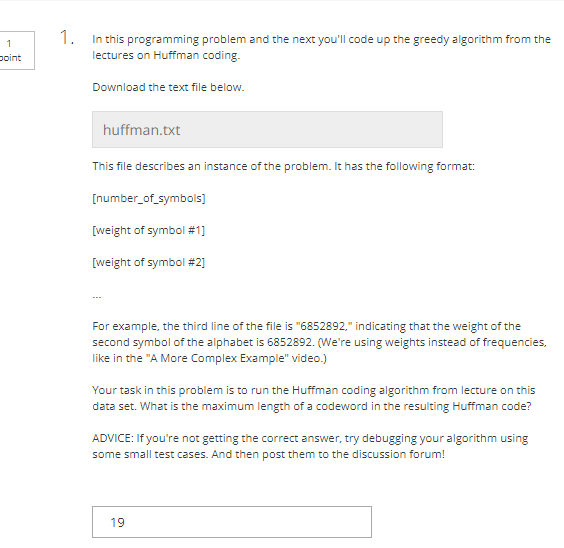 1
point
1. In this programming problem and the next you'll code up the greedy algorithm from the
lectures on Huffman coding.
Download the text file below.
huffman.txt
This file describes an instance of the problem. It has the following format:
[number_of_symbols]
[weight of symbol #1]
[weight of symbol #2]
...
For example, the third line of the file is "6852892," indicating that the weight of the
second symbol of the alphabet is 6852892. (We're using weights instead of frequencies,
like in the "A More Complex Example" video.)
Your task in this problem is to run the Huffman coding algorithm from lecture on this
data set. What is the maximum length of a codeword in the resulting Huffman code?
ADVICE: If you're not getting the correct answer, try debugging your algorithm using
some small test cases. And then post them to the discussion forum!
19